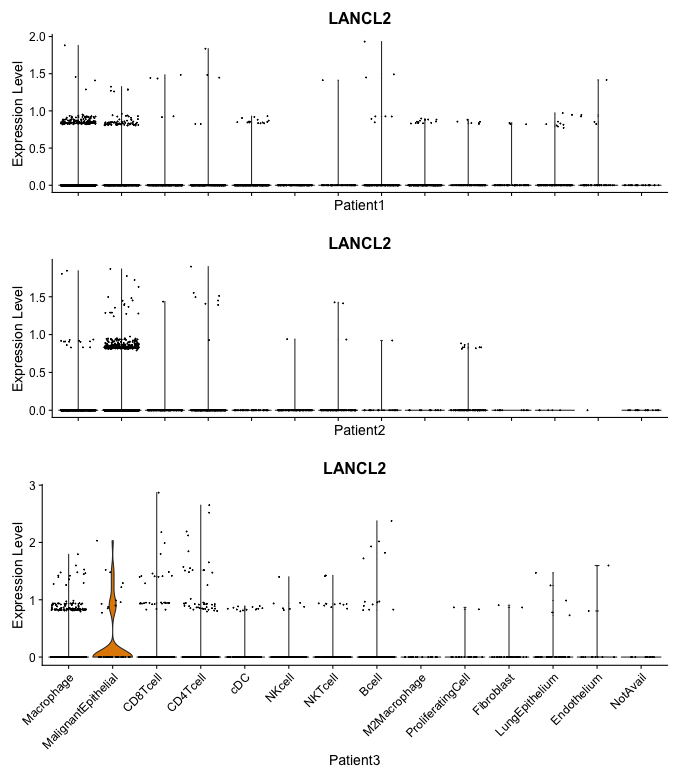 LANCL2
Expression Level
2.0
1.5
1.0
0.5
0.0
Patient1
LANCL2
Expression Level
1.5
1.0
0.5
0.0
Patient2
LANCL2
Expression Level
3
2
1
0
Macrophage
MalignantEpithelial
CD8Tcell
CD4Tcell
cDC
NKcell
NKTcell
Bcell
M2Macrophage
ProliferatingCell
Fibroblast
LungEpithelium
Endothelium
NotAvail
Patient3